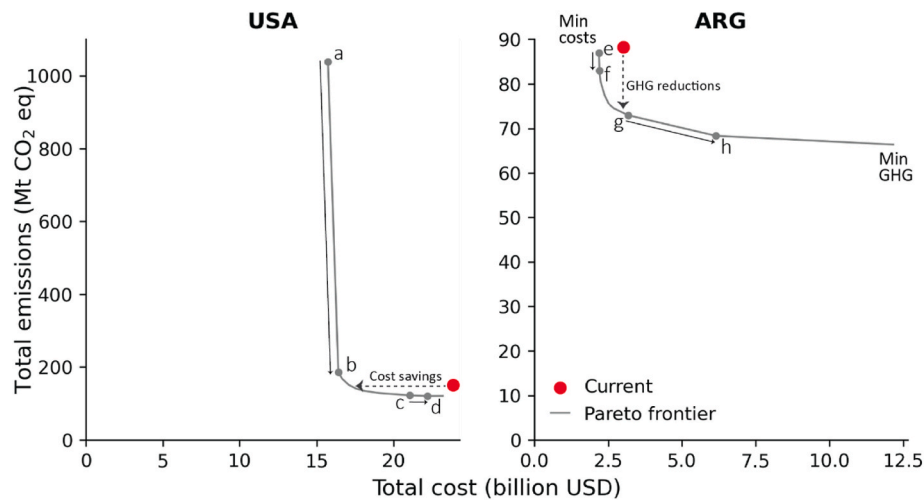 USA
ARG
Total emissions (Mt CO₂ eq)
1000
800
600
400
200
0
0
5
10
15
20
a
b
c
d
Cost savings
90
80
70
60
50
40
30
20
10
0
0.0
2.5
5.0
7.5
10.0
12.5
Min
costs
e
f
g
h
GHG reductions
Min
GHG
Current
Pareto frontier
Total cost (billion USD)